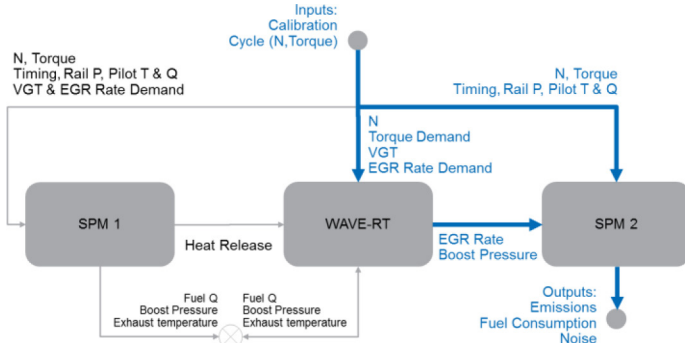 Inputs:
Calibration
Cycle (N,Torque)
N, Torque
Timing, Rail P, Pilot T & Q
VGT & EGR Rate Demand
N, Torque
Timing, Rail P, Pilot T & Q
N
Torque Demand
VGT
EGR Rate Demand
SPM 1
Heat Release
WAVE-RT
EGR Rate
Boost Pressure
SPM 2
Fuel Q
Boost Pressure
Exhaust temperature
Fuel Q
Boost Pressure
Exhaust temperature
Outputs:
Emissions
Fuel Consumption
Noise